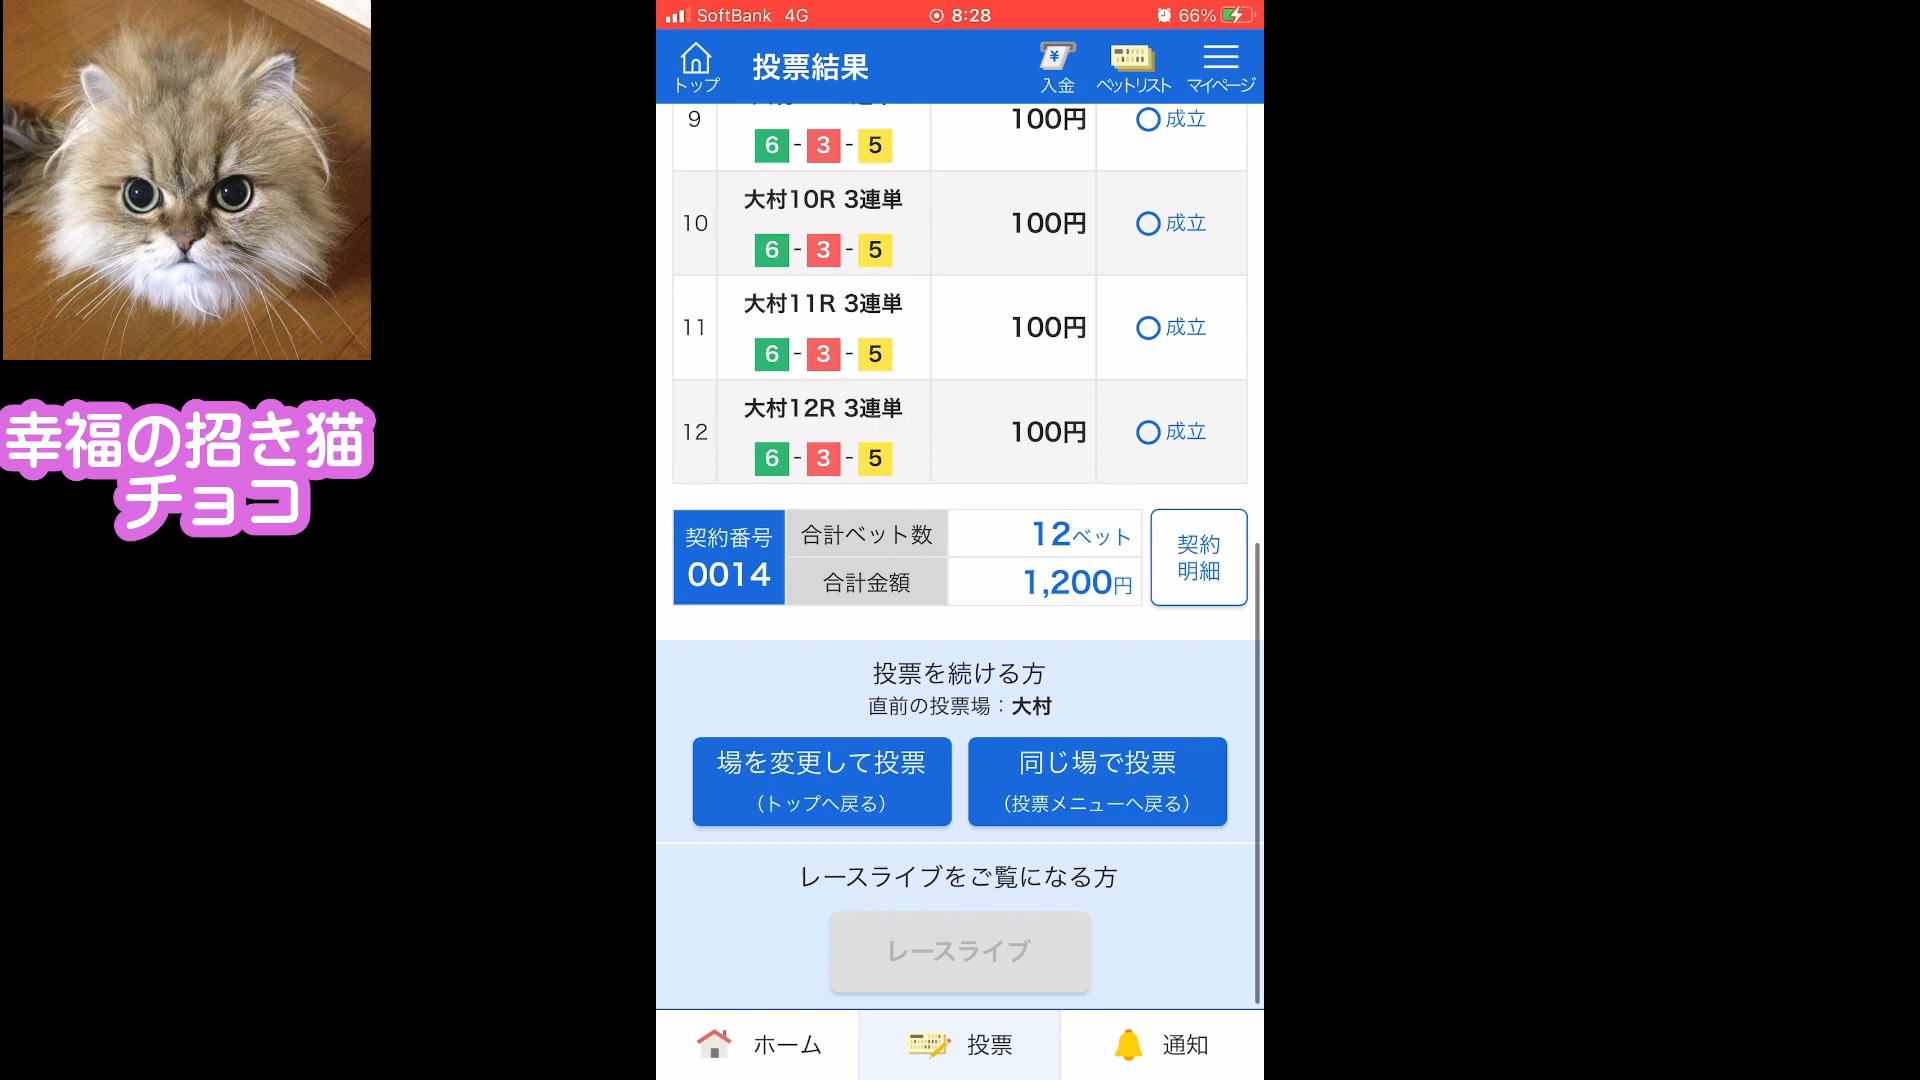 幸福の招き猫
チョコ
SoftBank 4G 8:28 66%
トップ 投票結果 入金 ベットリスト マイページ
9 100円 成立
6-3-5
大村10R 3連単
10 100円 成立
6-3-5
大村11R 3連単
11 100円 成立
6-3-5
大村12R 3連単
12 100円 成立
6-3-5
契約番号 合計ベット数 12ベット 契約
0014 合計金額 1,200円 明細
投票を続ける方
直前の投票場：大村
場を変更して投票 同じ場で投票
（トップへ戻る） （投票メニューへ戻る）
レースライブをご覧になる方
レースライブ
ホーム 投票 通知